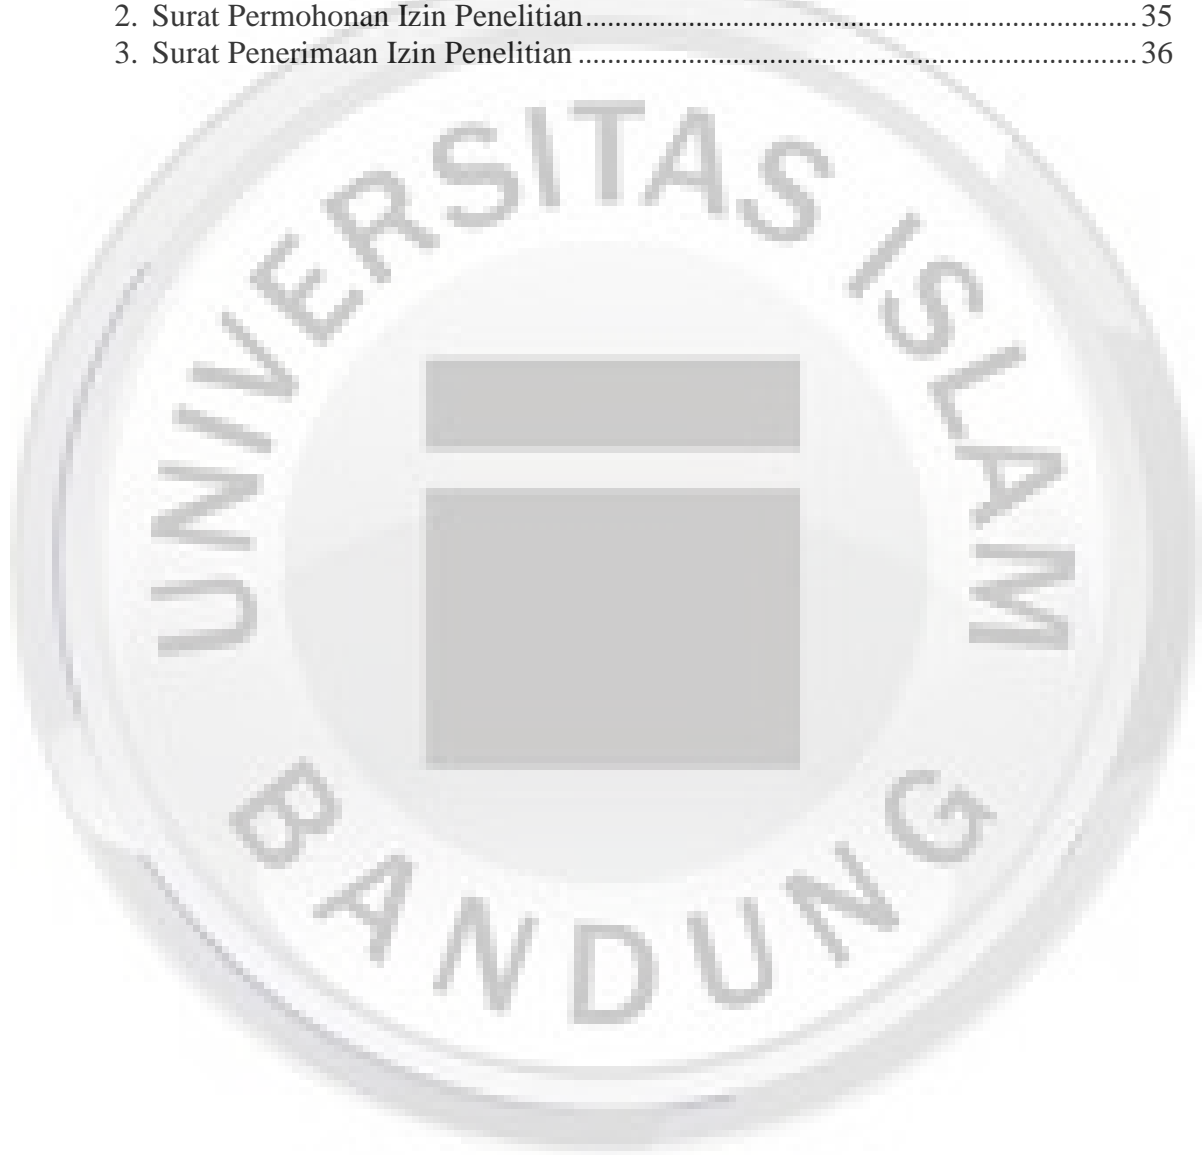 2. Surat Permohonan Izin Penelitian 35
3. Surat Penerimaan Izin Penelitian 36
UNIVERSITAS ISLAM
BANDUNG